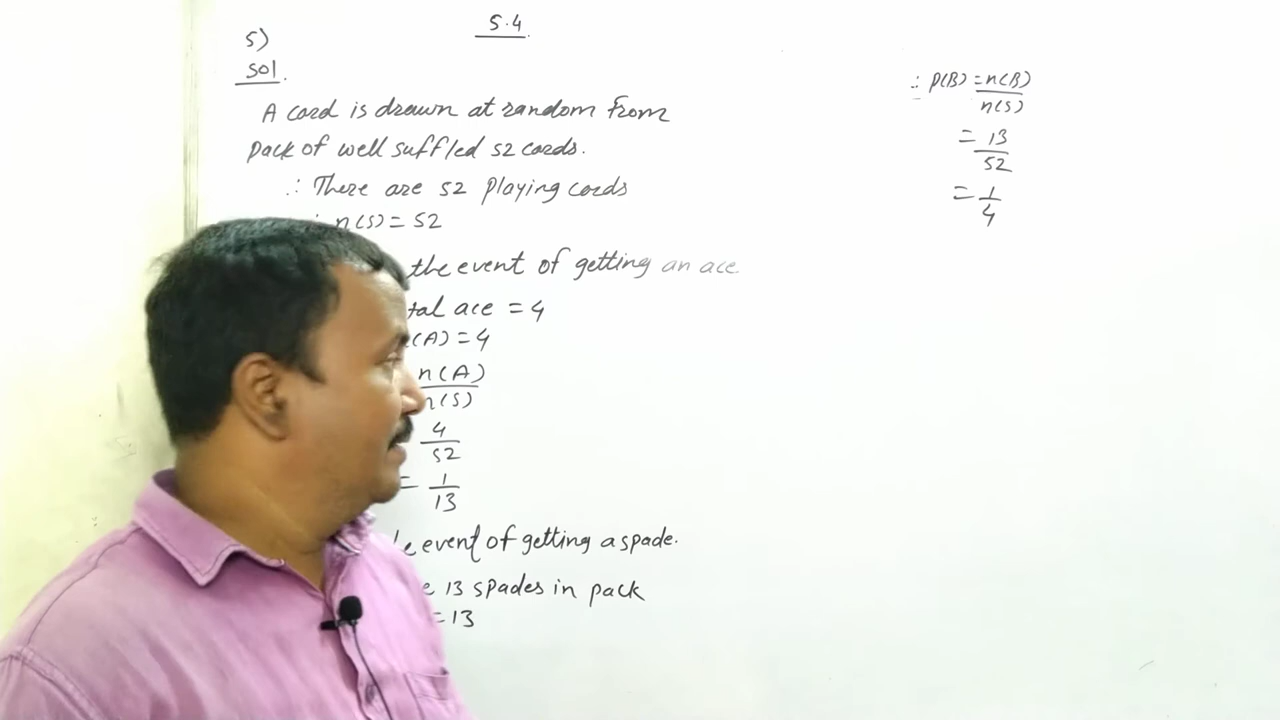 5.4
5)
Sol.
A card is drawn at random from
pack of well suffled 52 cards.
∴ There are 52 playing cards
n(S) = 52
the event of getting an ace.
ace = 4
(A) = 4
n(A)
n(S)
4
52
= 1
13
event of getting a spade.
13 spades in pack
= 13
∴ P(B) = n(B)
n(S)
= 13
52
= 1
4